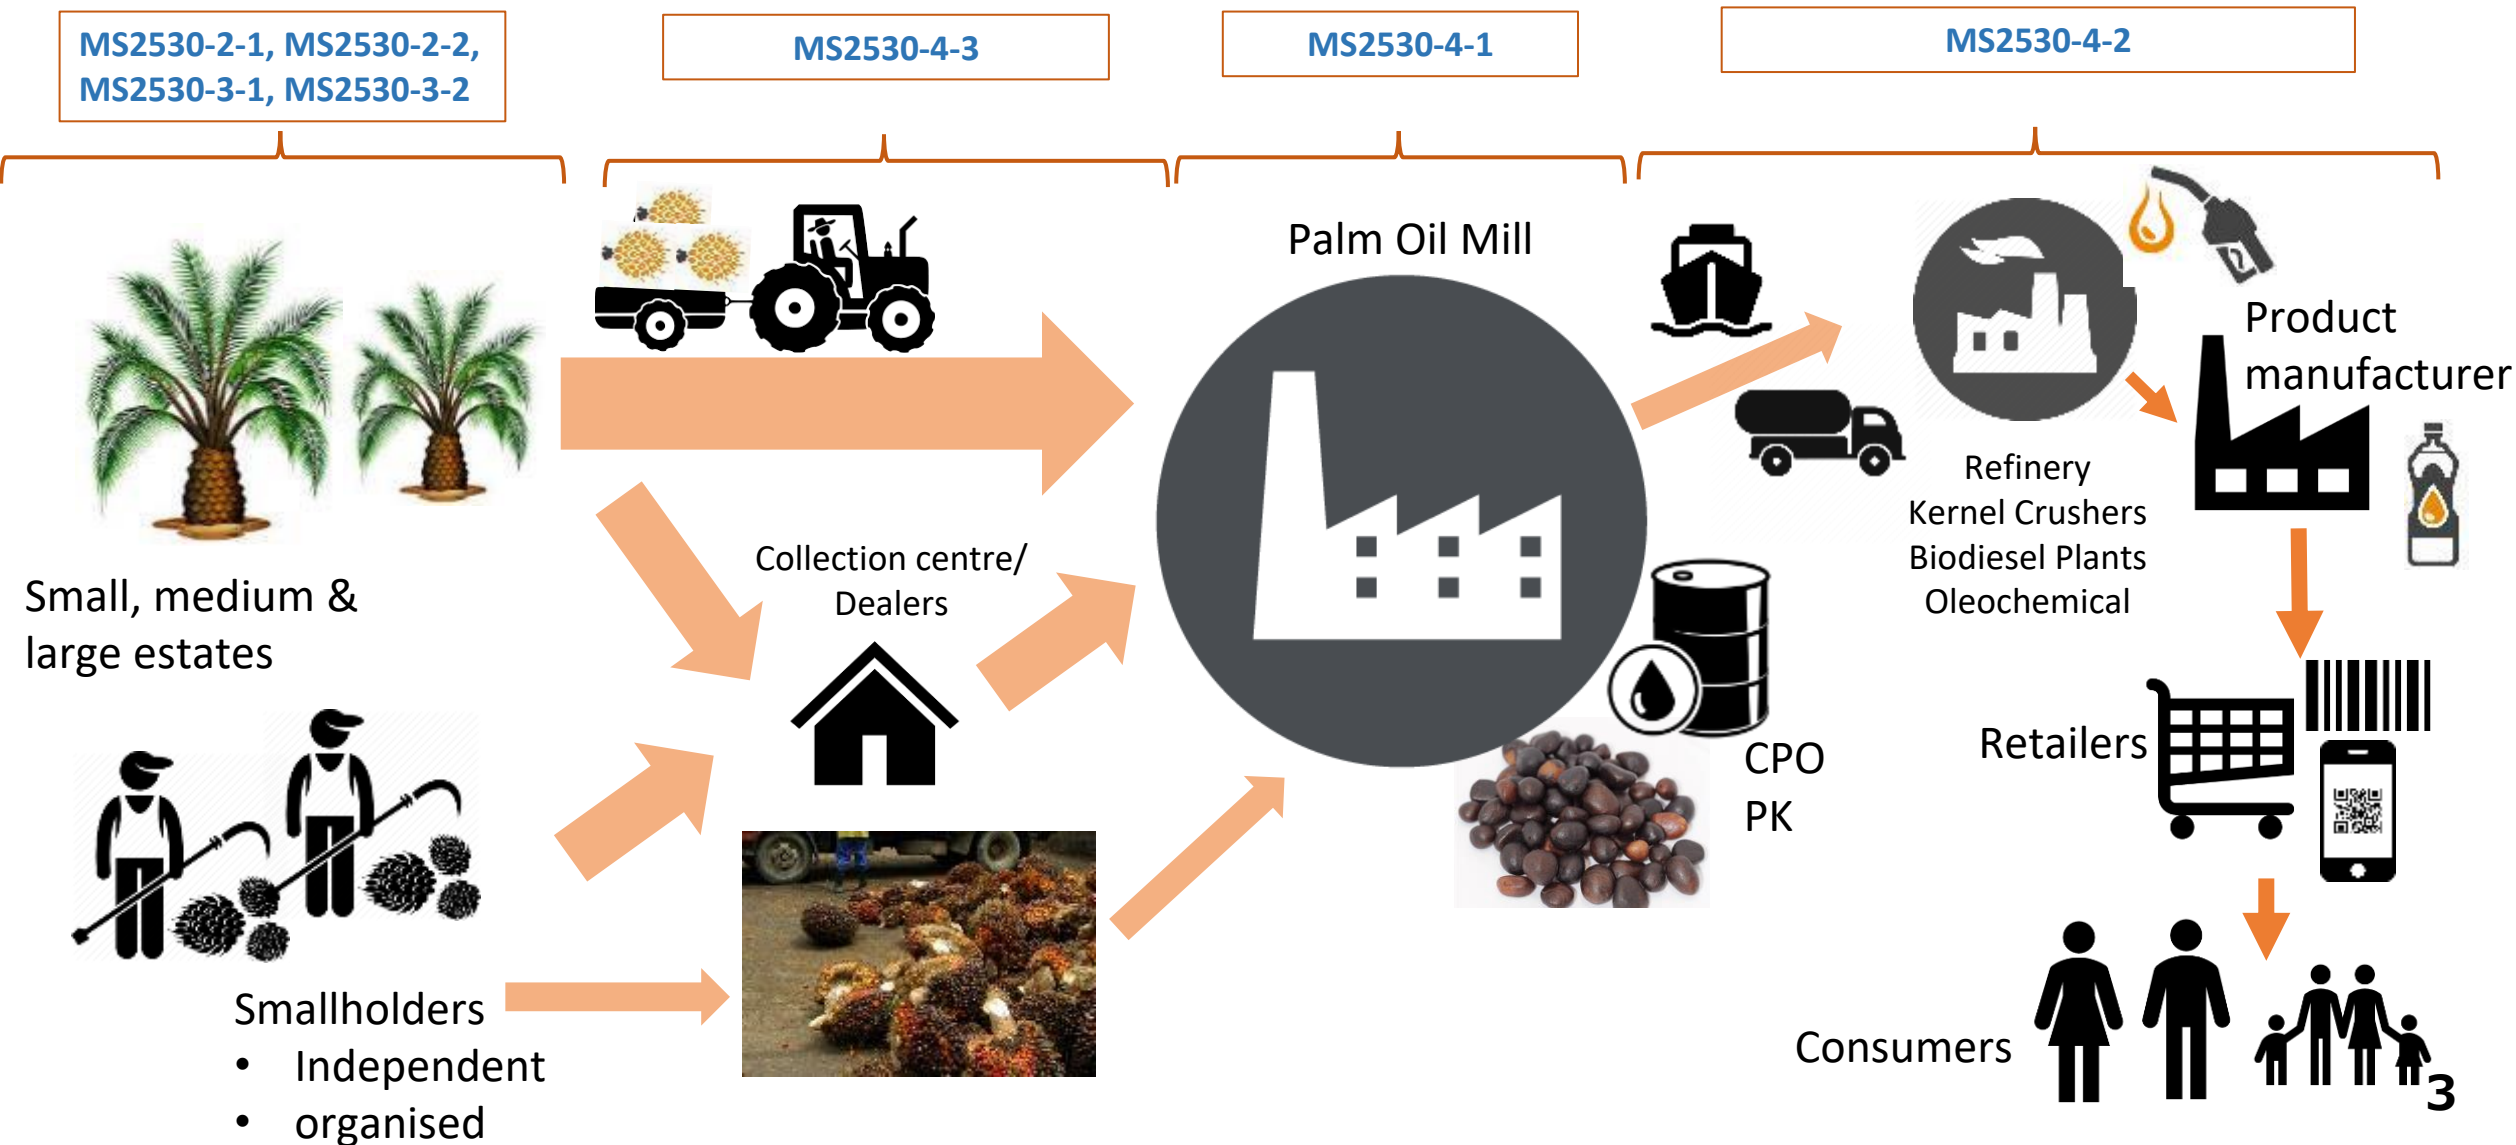 MS2530-2-1, MS2530-2-2,
MS2530-3-1, MS2530-3-2
MS2530-4-3
MS2530-4-1
MS2530-4-2
Palm Oil Mill
Product
manufacturer
2
Refinery
Kernel Crushers
Biodiesel Plants
Oleochemical
Collection centre/
Dealers
Small, medium &
large estates
CPO
PK
Retailers
Smallholders
• Independent
• organised
Consumers
3